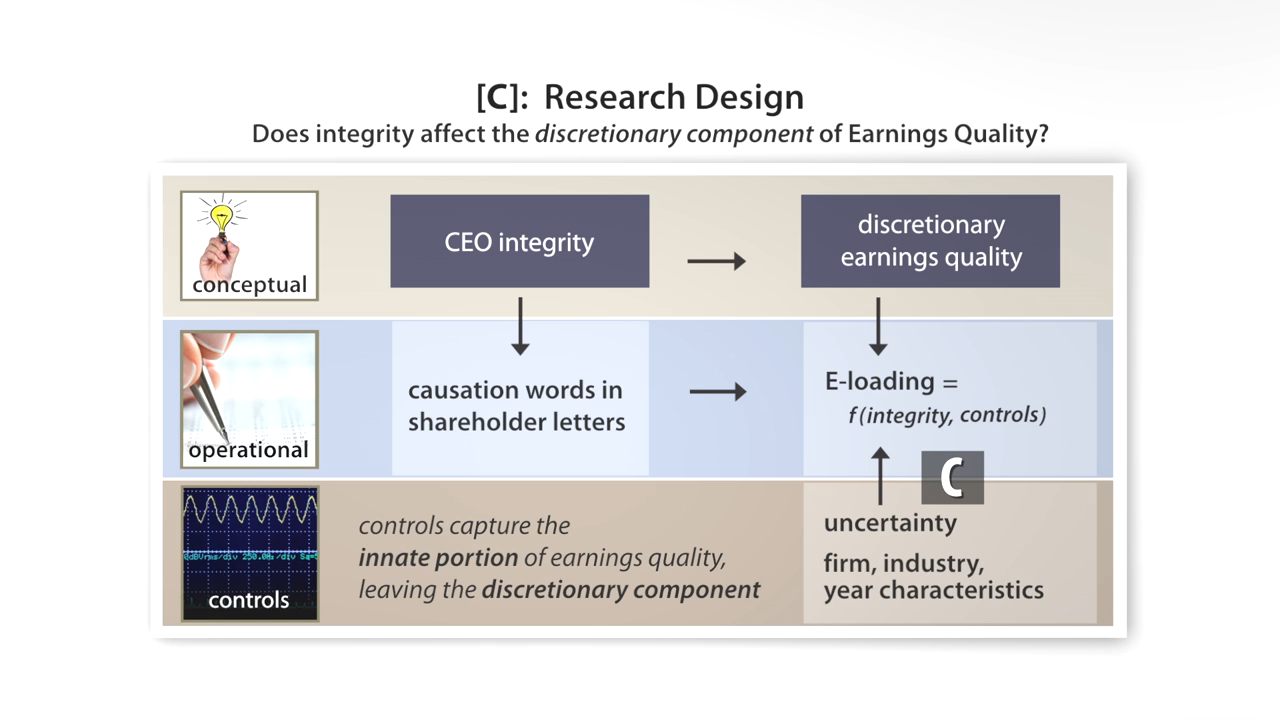 [C]: Research Design
Does integrity affect the discretionary component of Earnings Quality?
conceptual
CEO integrity
discretionary
earnings quality
operational
causation words in
shareholder letters
E-loading =
f (integrity, controls)
C
controls
controls capture the
innate portion of earnings quality,
leaving the discretionary component
uncertainty
firm, industry,
year characteristics